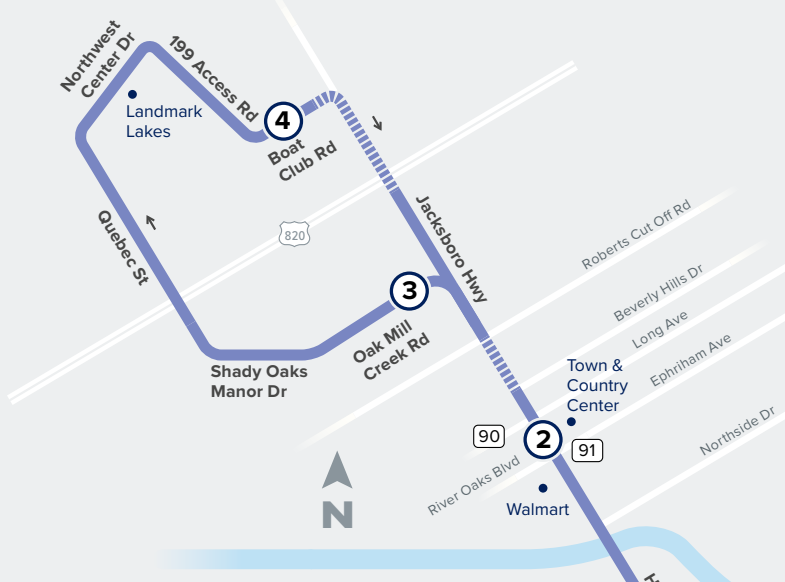 Northwest
Center Dr
199 Access Rd
Landmark
Lakes
4
Boat
Club Rd
Quebec St
820
Jacksboro Hwy
Roberts Cut Off Rd
3
Beverly Hills Dr
Oak Mill
Creek Rd
Long Ave
Ephriham Ave
Shady Oaks
Manor Dr
Town &
Country
Center
Northside Dr
90
2
91
River Oaks Blvd
Walmart
N